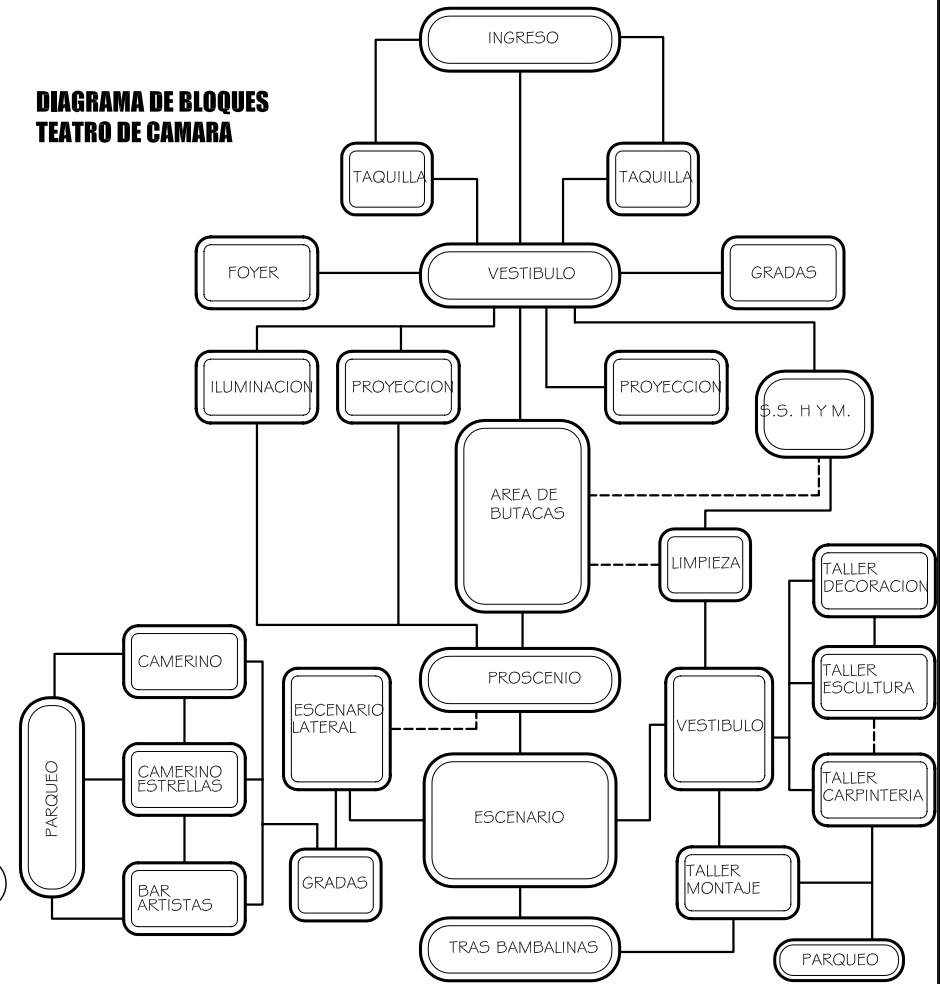 INGRESO
DIAGRAMA DE BLOQUES
TEATRO DE CAMARA
TAQUILLA
TAQUILLA
FOYER
VESTIBULO
GRADAS
ILUMINACION
PROYECCION
PROYECCION
S.S. H Y M.
AREA DE
BUTACAS
LIMPIEZA
TALLER
DECORACION
CAMERINO
PROSCENIO
TALLER
ESCULTURA
ESCENARIO
LATERAL
VESTIBULO
PARQUEO
CAMERINO
ESTRELLAS
ESCENARIO
TALLER
CARPINTERIA
BAR
ARTISTAS
GRADAS
TALLER
MONTAJE
TRAS BAMBALINAS
PARQUEO